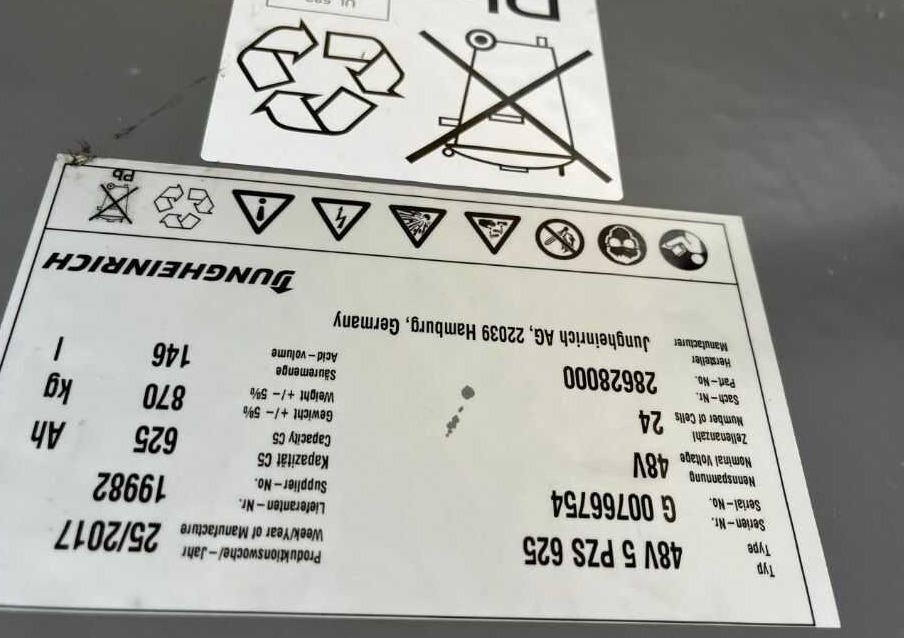 Typ
Type
48V 5 PZS 625
Produktionswoche/-Jahr
Week/Year of Manufacture
25/2017
Serien-Nr.
Serial-No.
G 00766754
Lieferanten-Nr.
Supplier-No.
19982
Nennspannung
Nominal Voltage
48V
Kapazität C5
Capacity C5
625 Ah
Zellenanzahl
Number of Cells
24
Gewicht +/- 5%
Weight +/- 5%
870 kg
Sach-Nr.
Part-No.
28628000
Säuremenge
Acid-volume
146 l
Hersteller
Manufacturer
Jungheinrich AG, 22039 Hamburg, Germany
JUNGHEINRICH
Pb